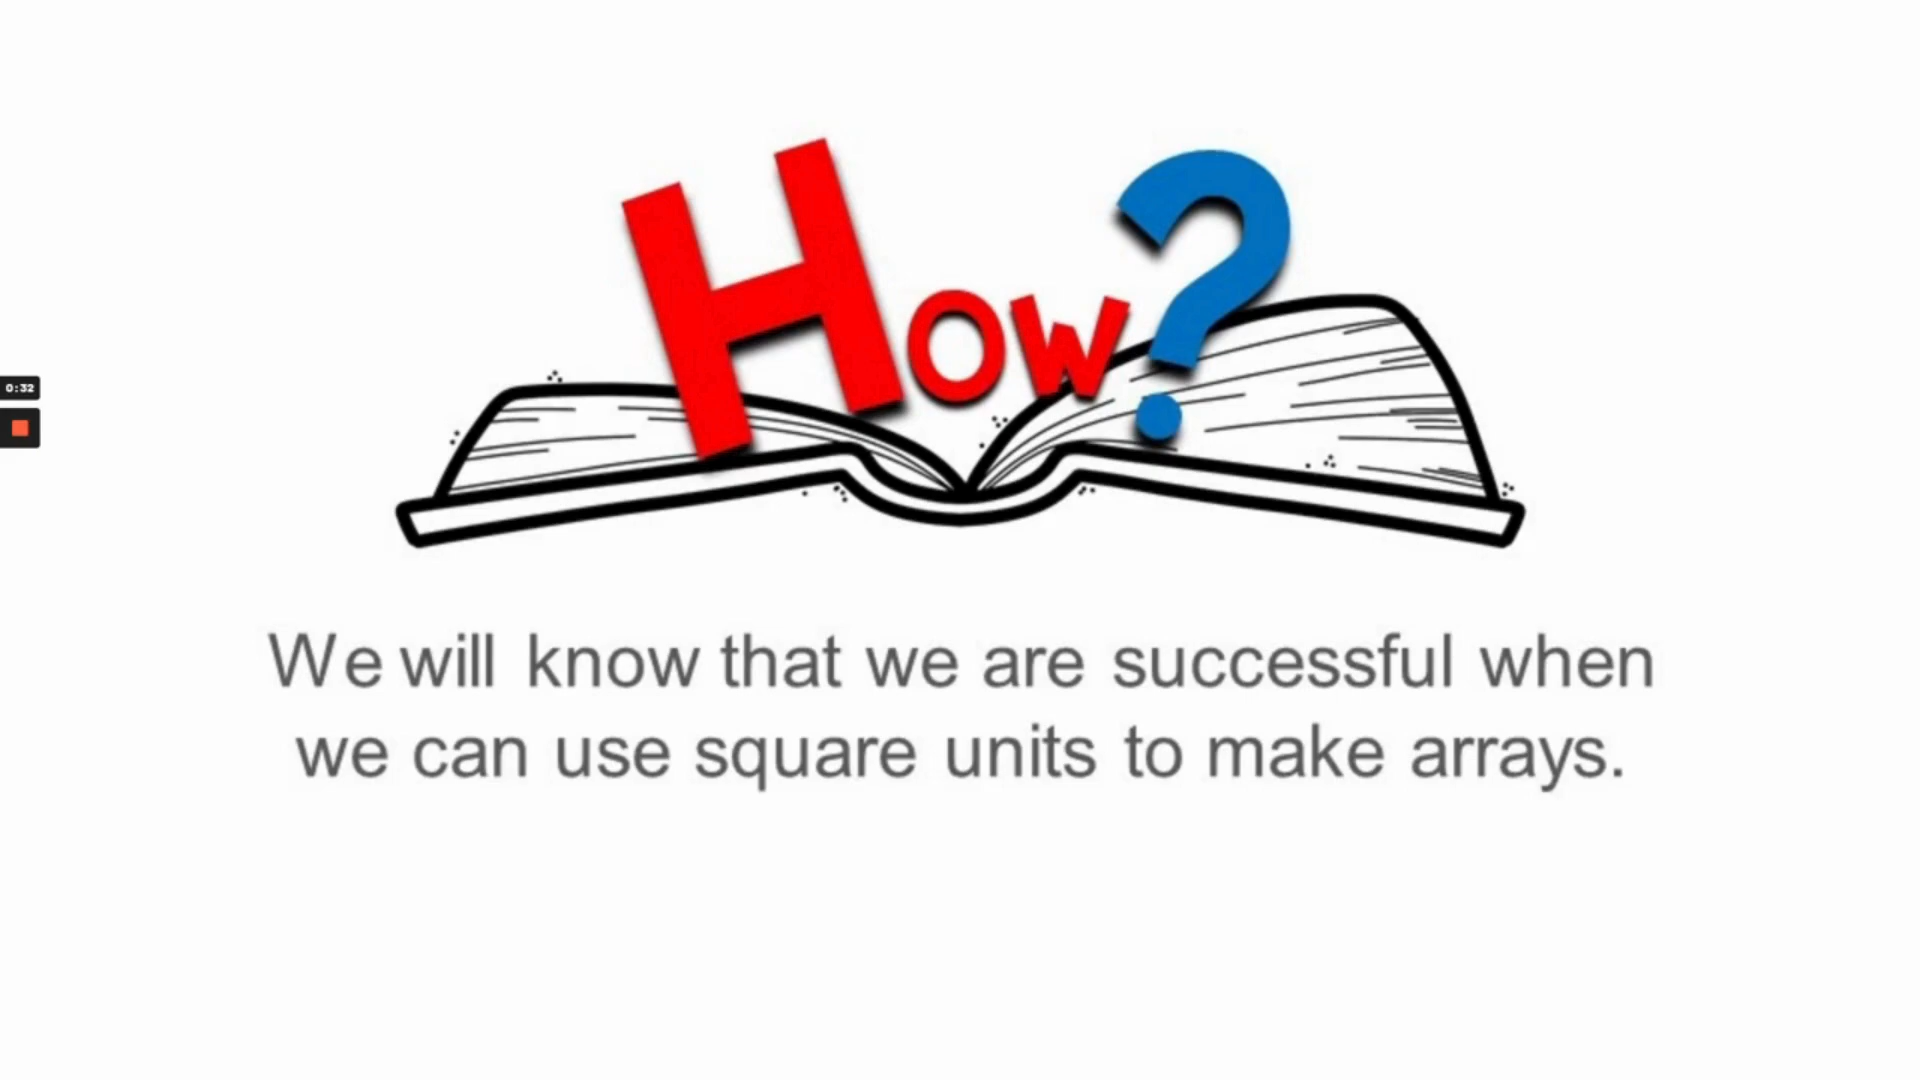 How?
0:32
We will know that we are successful when
we can use square units to make arrays.